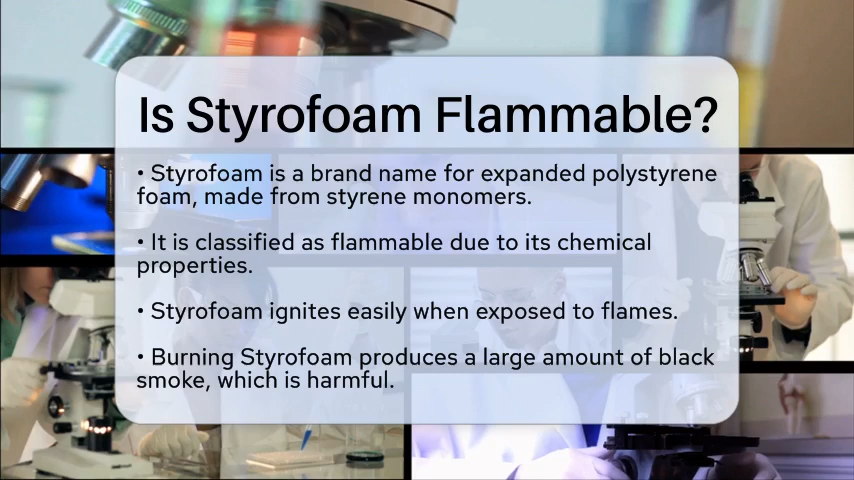 Is Styrofoam Flammable?
• Styrofoam is a brand name for expanded polystyrene
foam, made from styrene monomers.
• It is classified as flammable due to its chemical
properties.
• Styrofoam ignites easily when exposed to flames.
• Burning Styrofoam produces a large amount of black
smoke, which is harmful.